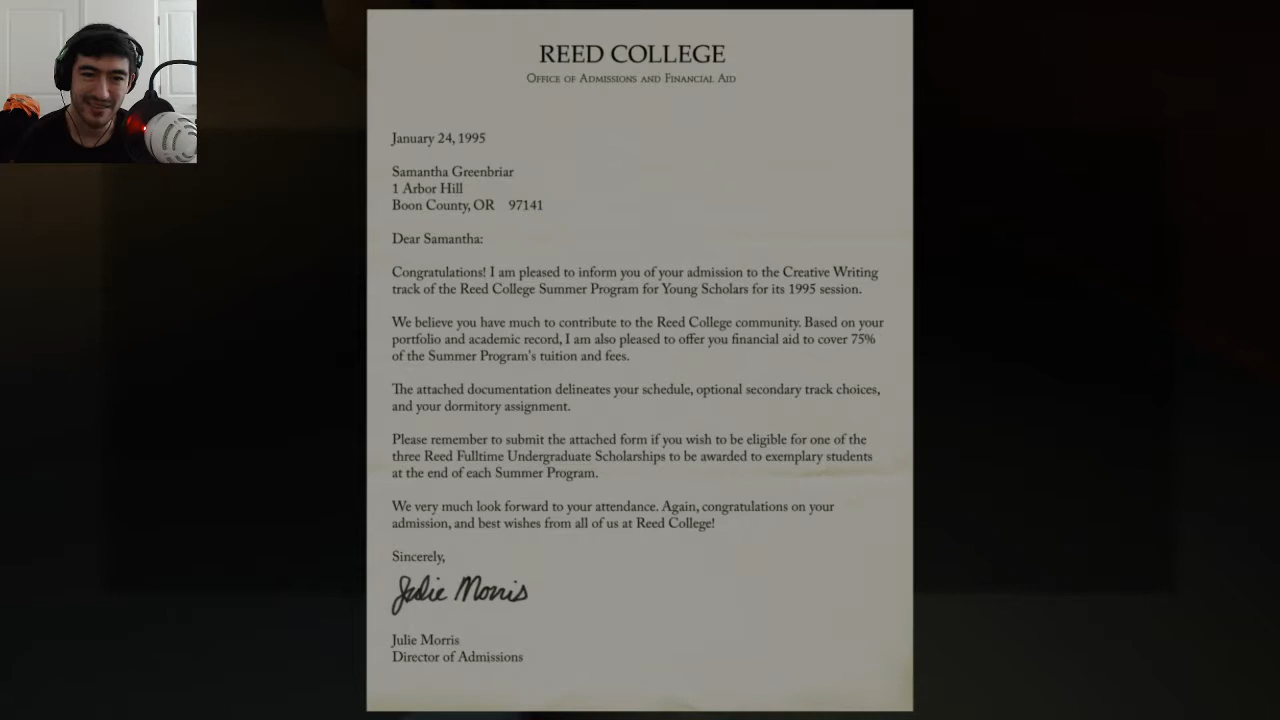 REED COLLEGE
Office of Admissions and Financial Aid
January 24, 1995
Samantha Greenbriar
1 Arbor Hill
Boon County, OR 97141
Dear Samantha:
Congratulations! I am pleased to inform you of your admission to the Creative Writing
track of the Reed College Summer Program for Young Scholars for its 1995 session.
We believe you have much to contribute to the Reed College community. Based on your
portfolio and academic record, I am also pleased to offer you financial aid to cover 75%
of the Summer Program's tuition and fees.
The attached documentation delineates your schedule, optional secondary track choices,
and your dormitory assignment.
Please remember to submit the attached form if you wish to be eligible for one of the
three Reed Fulltime Undergraduate Scholarships to be awarded to exemplary students
at the end of each Summer Program.
We very much look forward to your attendance. Again, congratulations on your
admission, and best wishes from all of us at Reed College!
Sincerely,
Julie Morris
Julie Morris
Director of Admissions